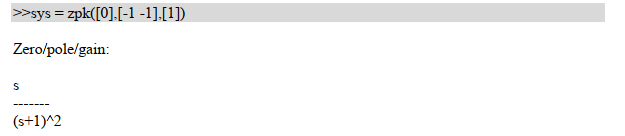 >>sys = zpk([0],[-1 -1],[1])
Zero/pole/gain:
s
-------
(s+1)^2